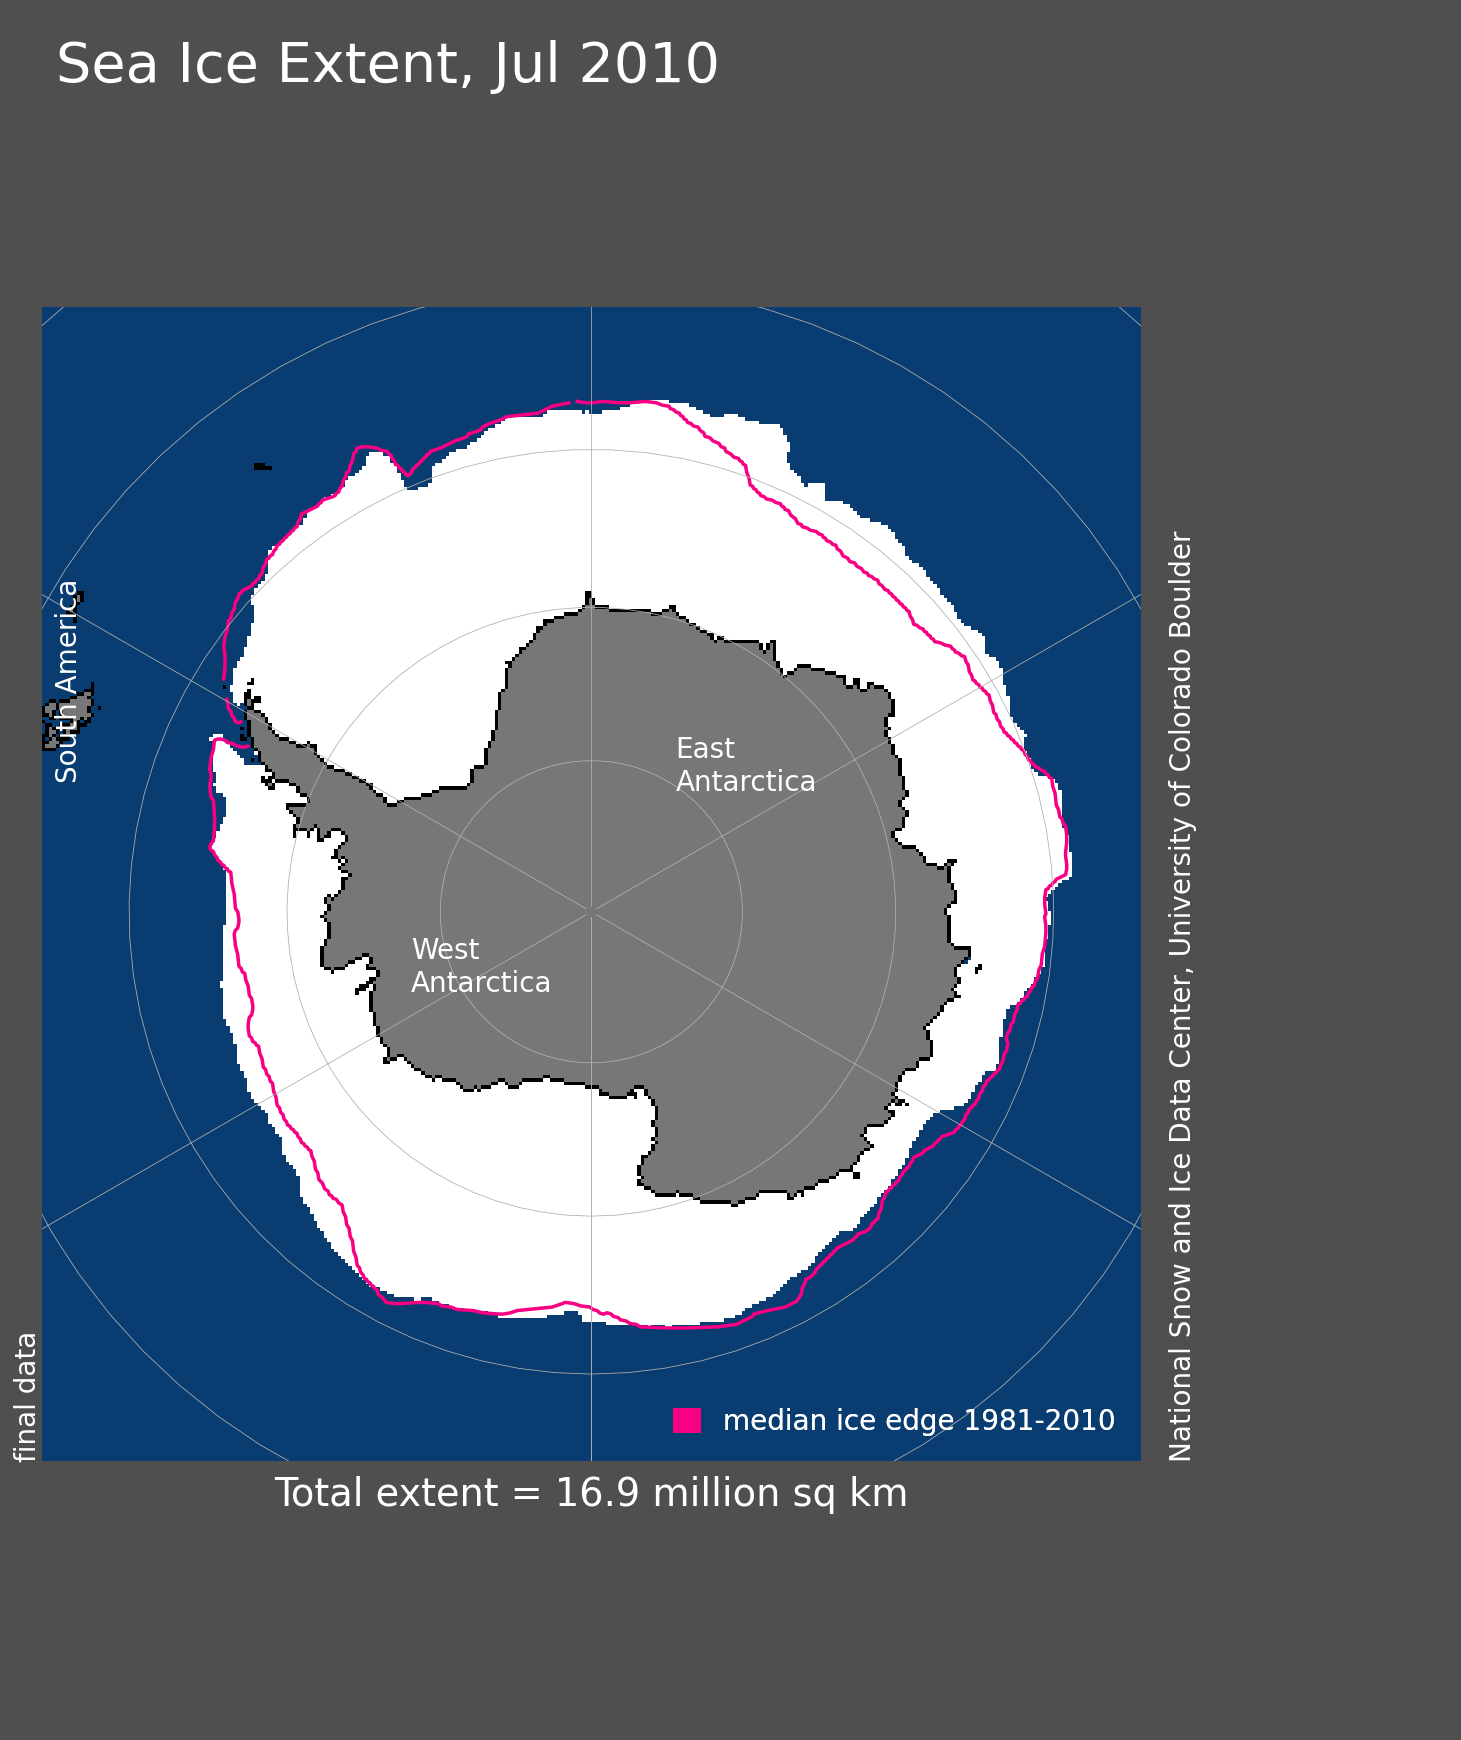 Sea Ice Extent, Jul 2010
South America
East
Antarctica
West
Antarctica
median ice edge 1981-2010
final data
National Snow and Ice Data Center, University of Colorado Boulder
Total extent = 16.9 million sq km